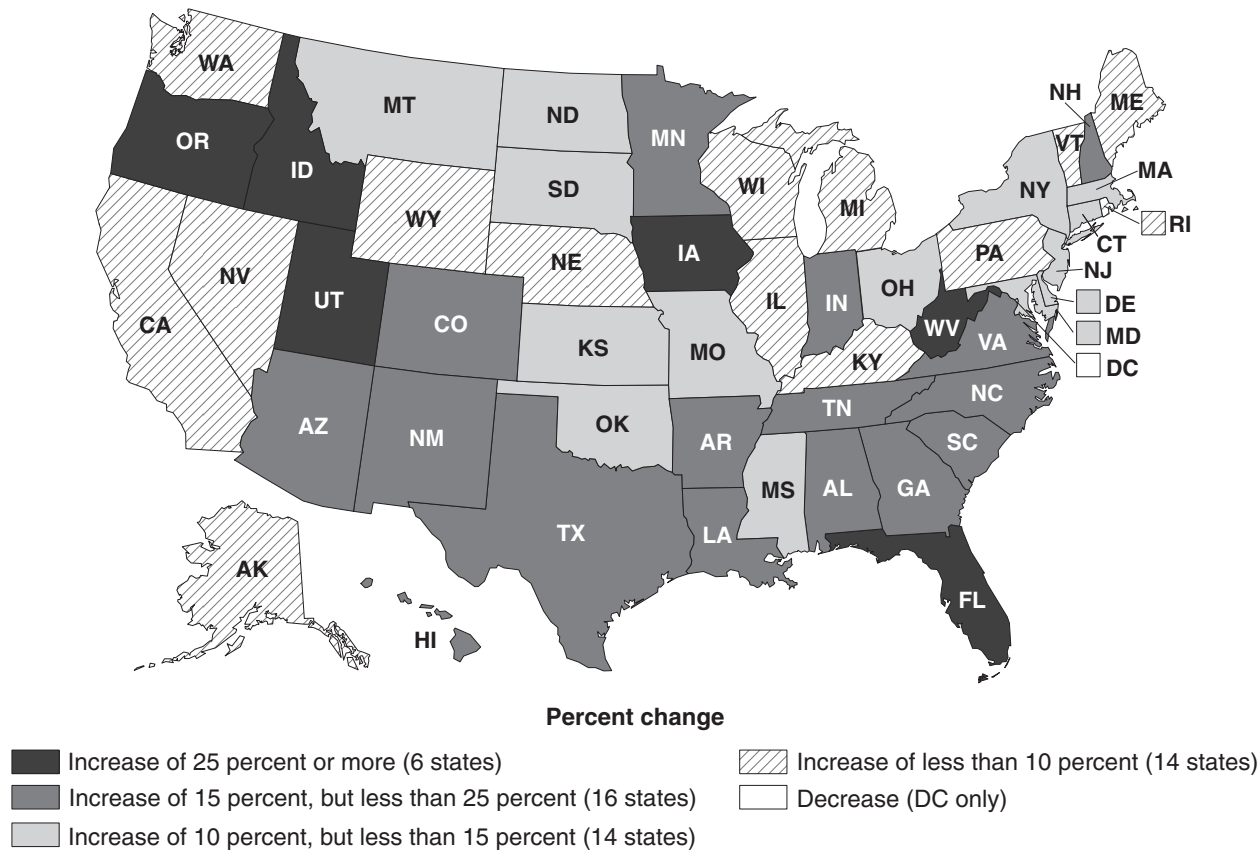 WA
NH
ME
MT
ND
MN
VT
OR
ID
MA
SD
WI
NY
WY
MI
RI
CT
NE
IA
PA
NJ
NV
UT
IL
IN
OH
DE
CA
CO
WV
MD
KS
MO
VA
KY
DC
NC
TN
AZ
NM
OK
AR
SC
MS
AL
GA
TX
LA
AK
FL
HI
Percent change
Increase of 25 percent or more (6 states)
Increase of 15 percent, but less than 25 percent (16 states)
Increase of 10 percent, but less than 15 percent (14 states)
Increase of less than 10 percent (14 states)
Decrease (DC only)